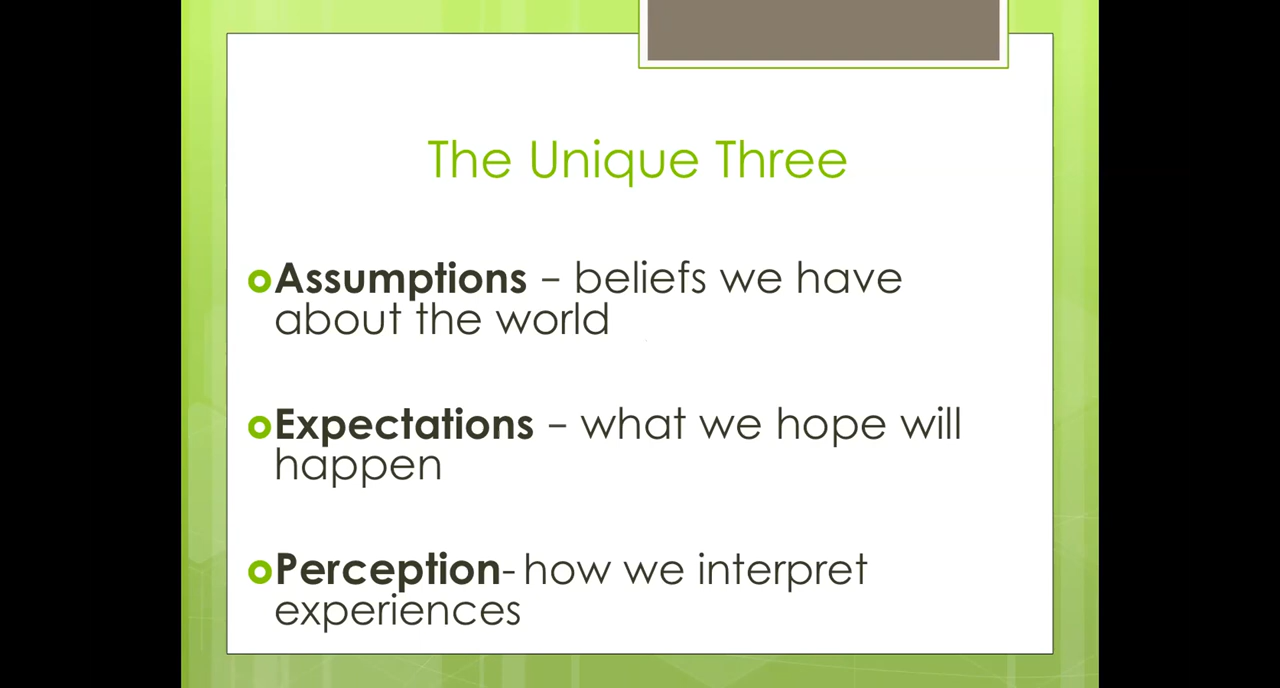 The Unique Three
Assumptions – beliefs we have
about the world
Expectations – what we hope will
happen
Perception- how we interpret
experiences